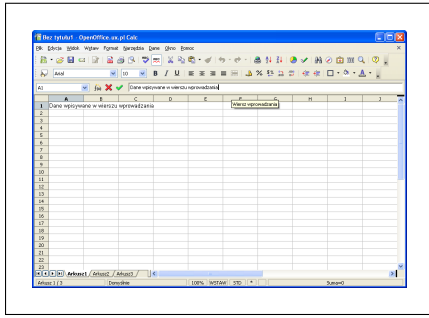 Bez tytułu1 - OpenOffice.ux.pl Calc
Plik Edycja Widok Wstaw Format Narzędzia Dane Okno Pomoc
Arial 10 B I U
A1 Dane wpisywane w wierszu wprowadzania
Wiersz wprowadzania
A B C D E F G H I J
1 Dane wpisywane w wierszu wprowadzania
2
3
4
5
6
7
8
9
10
11
12
13
14
15
16
17
18
19
20
21
22
23
Arkusz1 Arkusz2 Arkusz3
Arkusz 1 / 3 Domyślnie 100% WSTAW STD * Suma=0